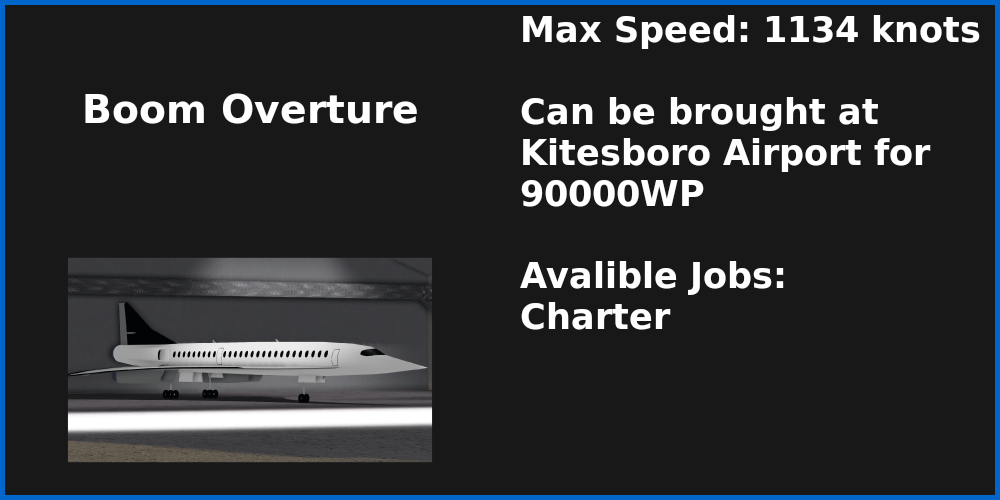 Boom Overture
Max Speed: 1134 knots
Can be brought at
Kitesboro Airport for
90000WP
Avalible Jobs:
Charter